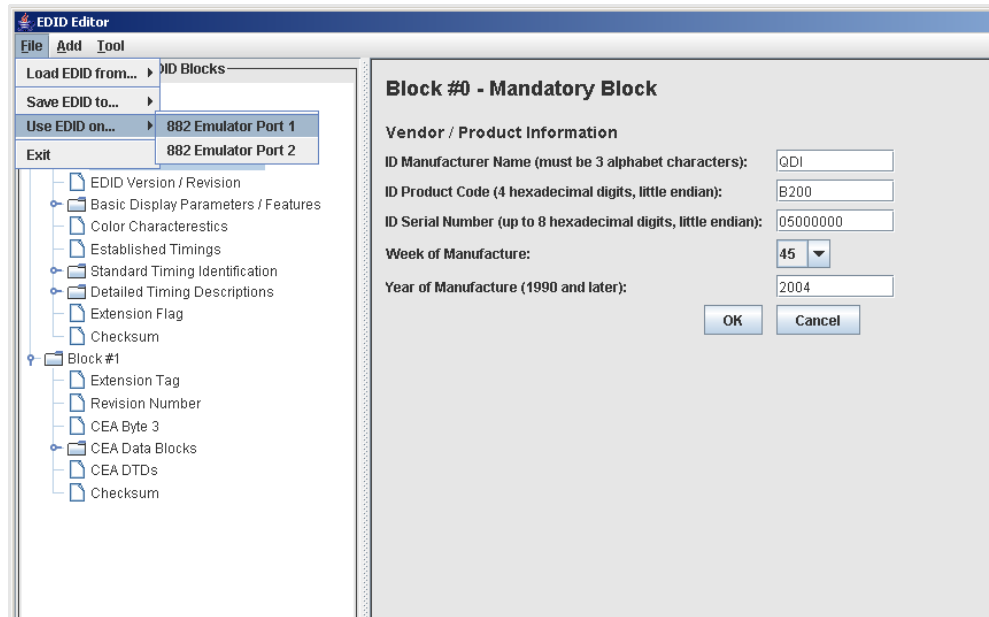 EDID Editor
File Add Tool
Load EDID from...
Save EDID to...
Use EDID on...
Exit
882 Emulator Port 1
882 Emulator Port 2
ID Blocks
EDID Version / Revision
Basic Display Parameters / Features
Color Characterestics
Established Timings
Standard Timing Identification
Detailed Timing Descriptions
Extension Flag
Checksum
Block #1
Extension Tag
Revision Number
CEA Byte 3
CEA Data Blocks
CEA DTDs
Checksum
Block #0 - Mandatory Block
Vendor / Product Information
ID Manufacturer Name (must be 3 alphabet characters): QDI
ID Product Code (4 hexadecimal digits, little endian): B200
ID Serial Number (up to 8 hexadecimal digits, little endian): 05000000
Week of Manufacture: 45
Year of Manufacture (1990 and later): 2004
OK Cancel